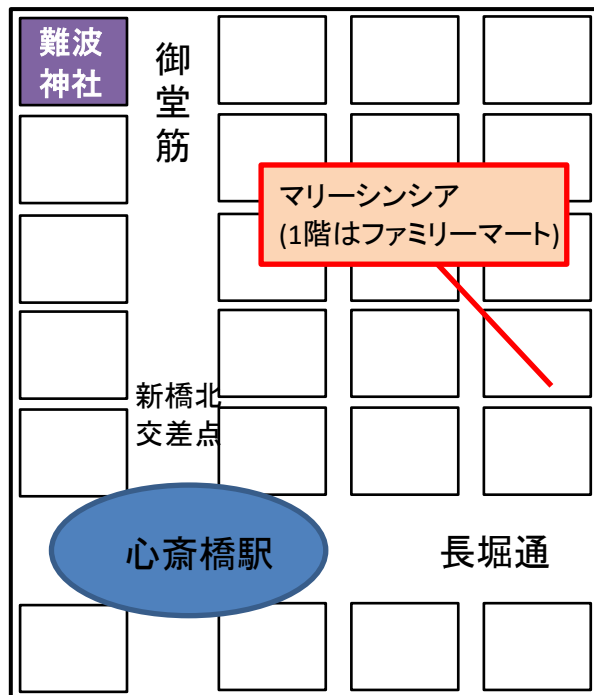 難波
神社
御
堂
筋
マリーシンシア
(1階はファミリーマート)
新橋北
交差点
心斎橋駅
長堀通